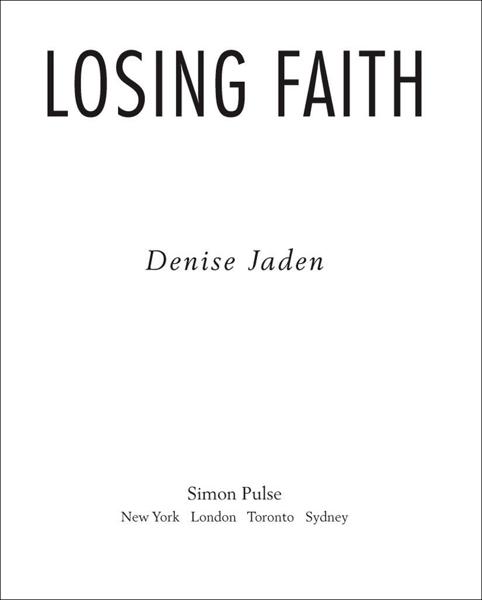 LOSING FAITH
Denise Jaden
Simon Pulse
New York London Toronto Sydney